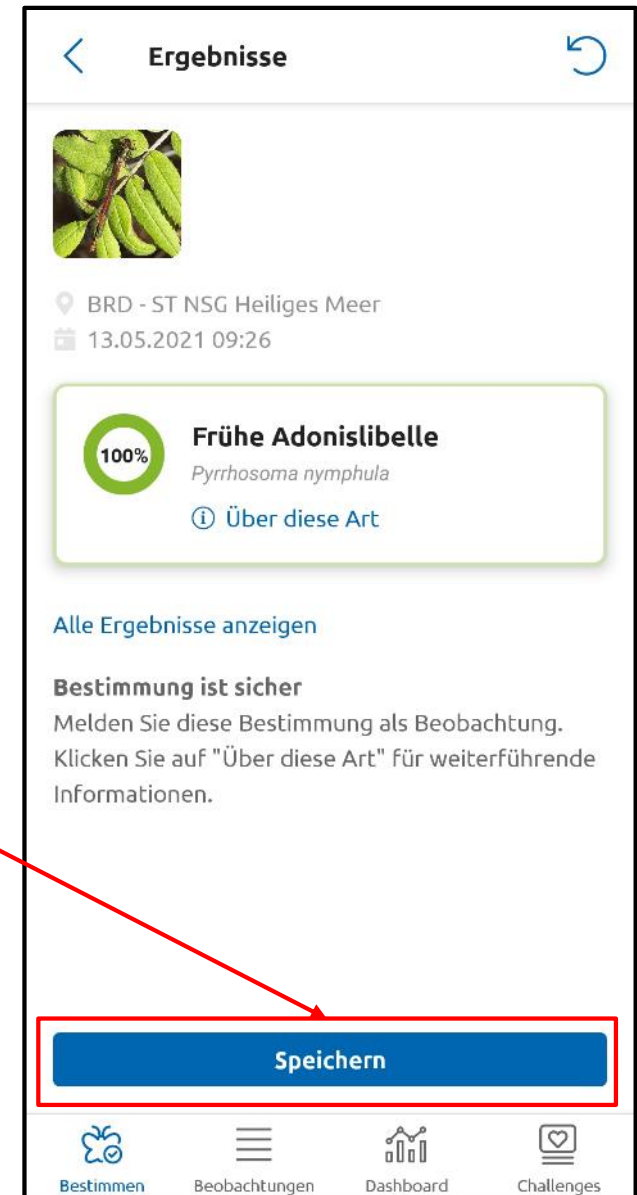 Ergebnisse
BRD - ST NSG Heiliges Meer
13.05.2021 09:26
100%
Frühe Adonislibelle
Pyrrhosoma nymphula
Über diese Art
Alle Ergebnisse anzeigen
Bestimmung ist sicher
Melden Sie diese Bestimmung als Beobachtung.
Klicken Sie auf "Über diese Art" für weiterführende
Informationen.
Speichern
Bestimmen Beobachtungen Dashboard Challenges